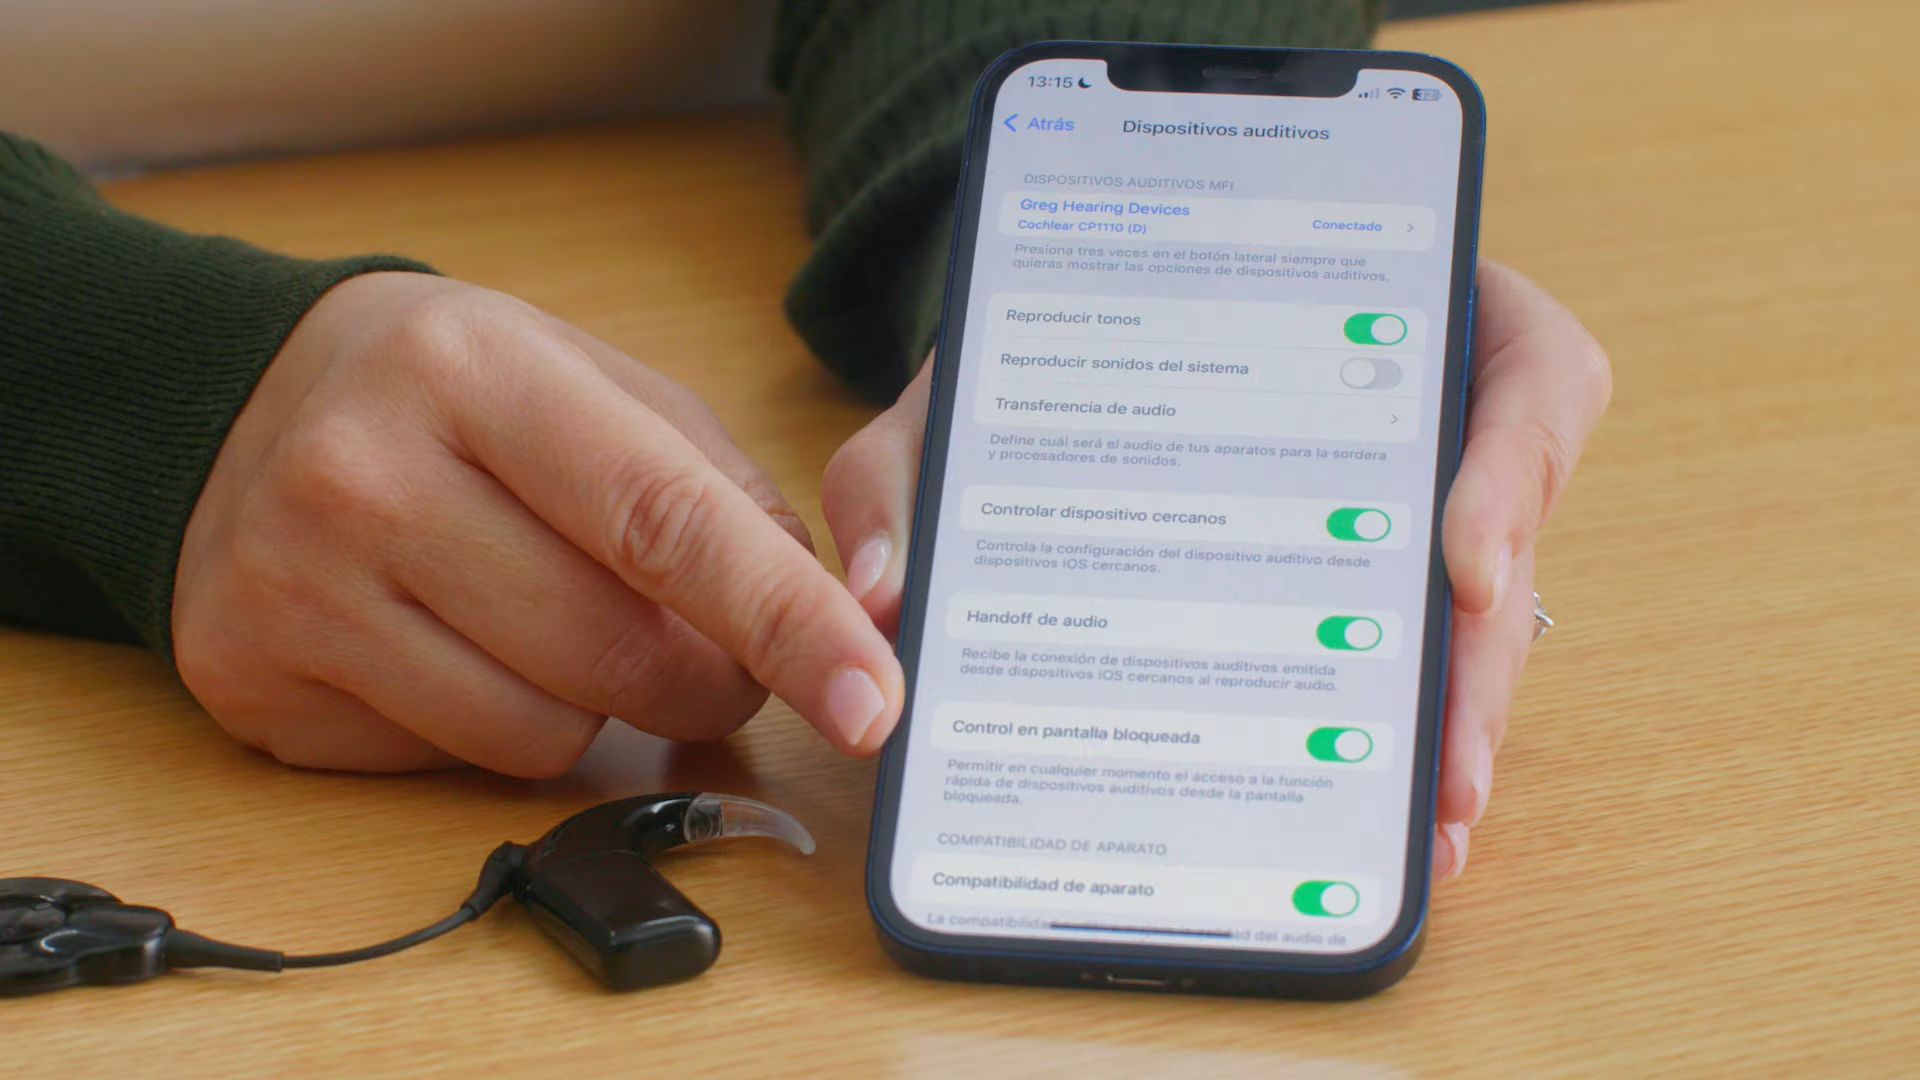 13:15
32
Atrás
Dispositivos auditivos
DISPOSITIVOS AUDITIVOS MFI
Greg Hearing Devices
Cochlear CP1110 (D)
Conectado
Presiona tres veces en el botón lateral siempre que
quieras mostrar las opciones de dispositivos auditivos.
Reproducir tonos
Reproducir sonidos del sistema
Transferencia de audio
Define cuál será el audio de tus aparatos para la sordera
y procesadores de sonidos.
Controlar dispositivo cercanos
Controla la configuración del dispositivo auditivo desde
dispositivos iOS cercanos.
Handoff de audio
Recibe la conexión de dispositivos auditivos emitida
desde dispositivos iOS cercanos al reproducir audio.
Control en pantalla bloqueada
Permitir en cualquier momento el acceso a la función
rápida de dispositivos auditivos desde la pantalla
bloqueada.
COMPATIBILIDAD DE APARATO
Compatibilidad de aparato
La compatibilidad del audio de